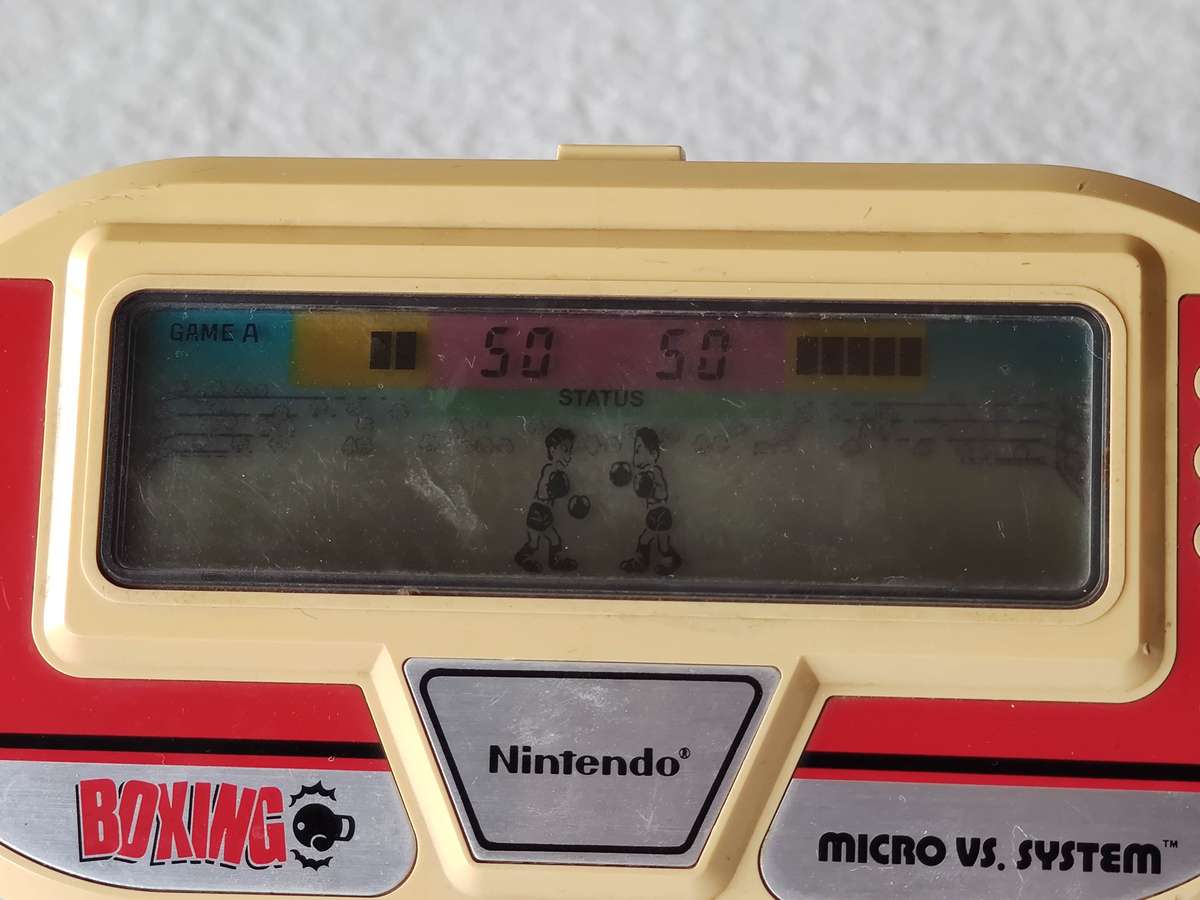 GAME A 50 50
STATUS
Nintendo®
BOXING
MICRO VS. SYSTEM™